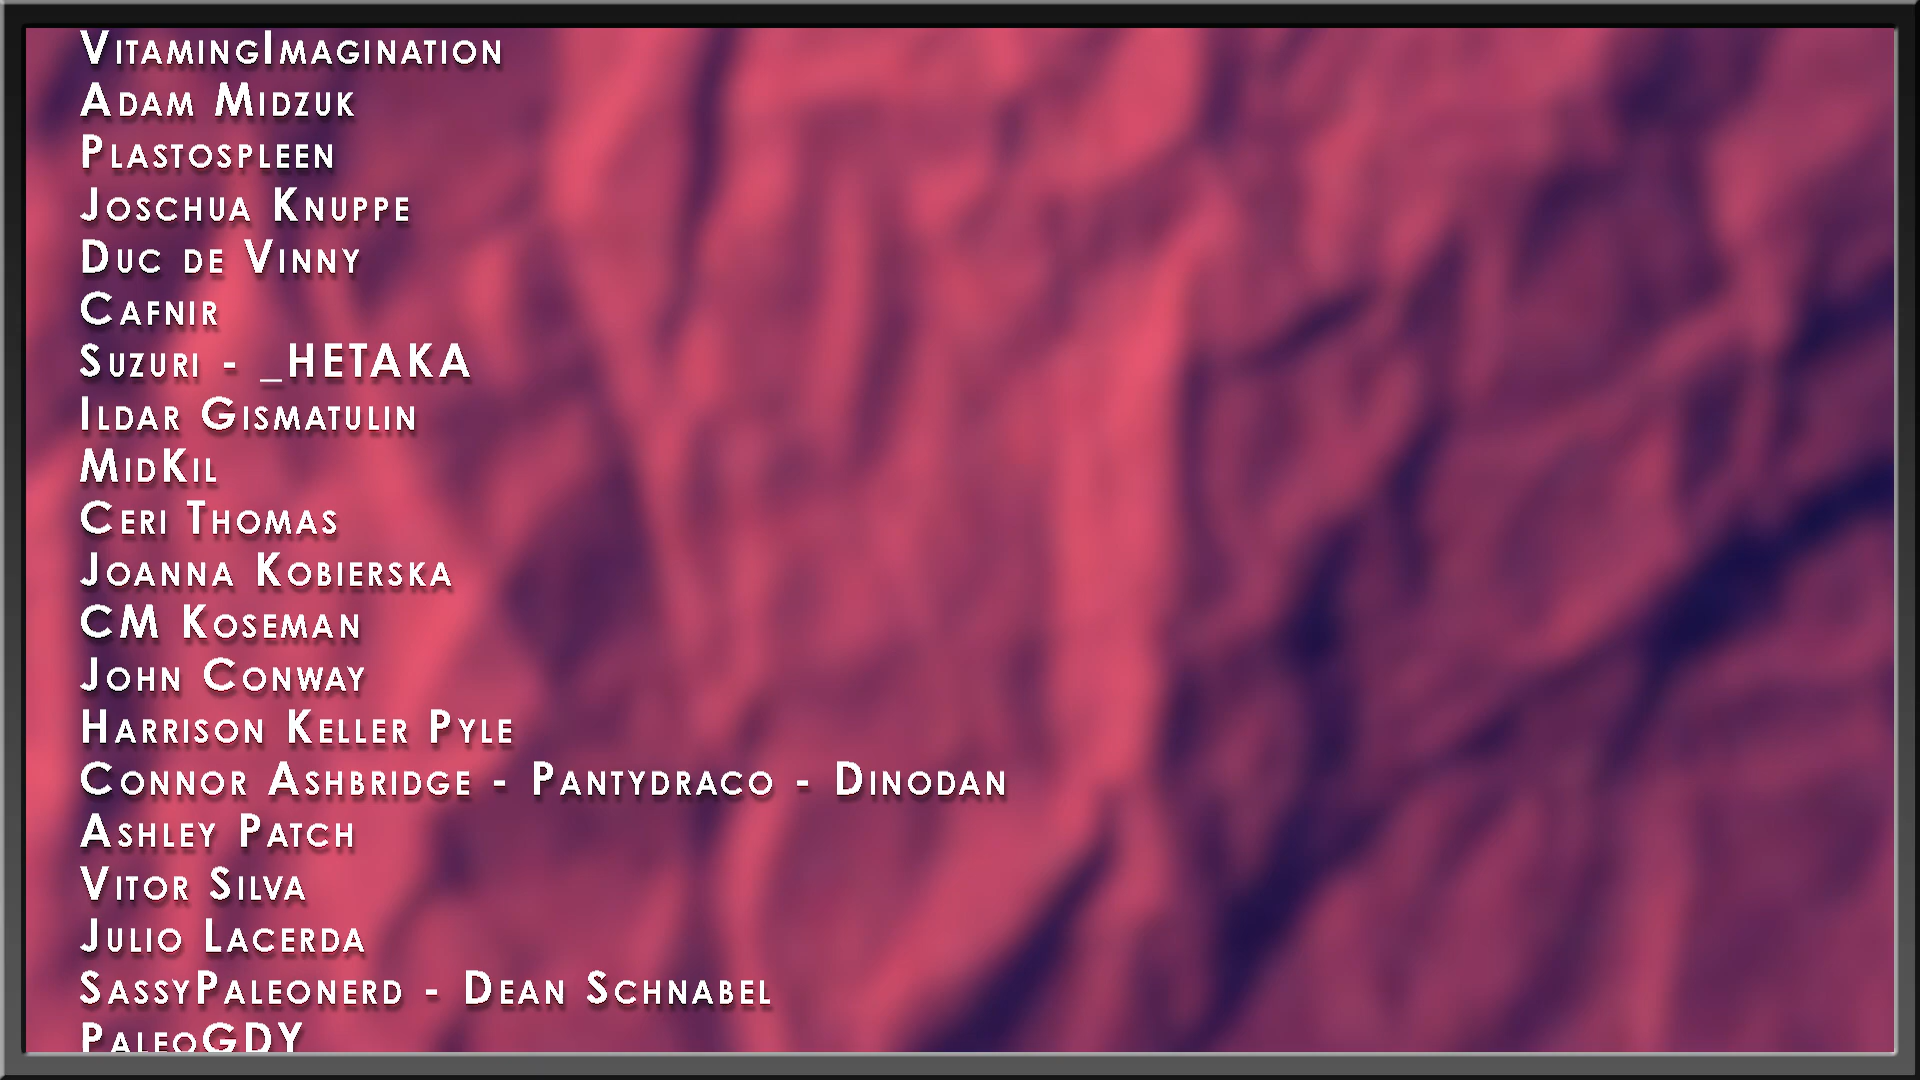 VitamingImagination
Adam Midzuk
Plastospleen
Joschua Knuppe
Duc de Vinny
Cafnir
Suzuri - _HETAKA
Ildar Gismatulin
MidKil
Ceri Thomas
Joanna Kobierska
CM Koseman
John Conway
Harrison Keller Pyle
Connor Ashbridge - Pantydraco - Dinodan
Ashley Patch
Vitor Silva
Julio Lacerda
SassyPaleonerd - Dean Schnabel
PaleoGDY